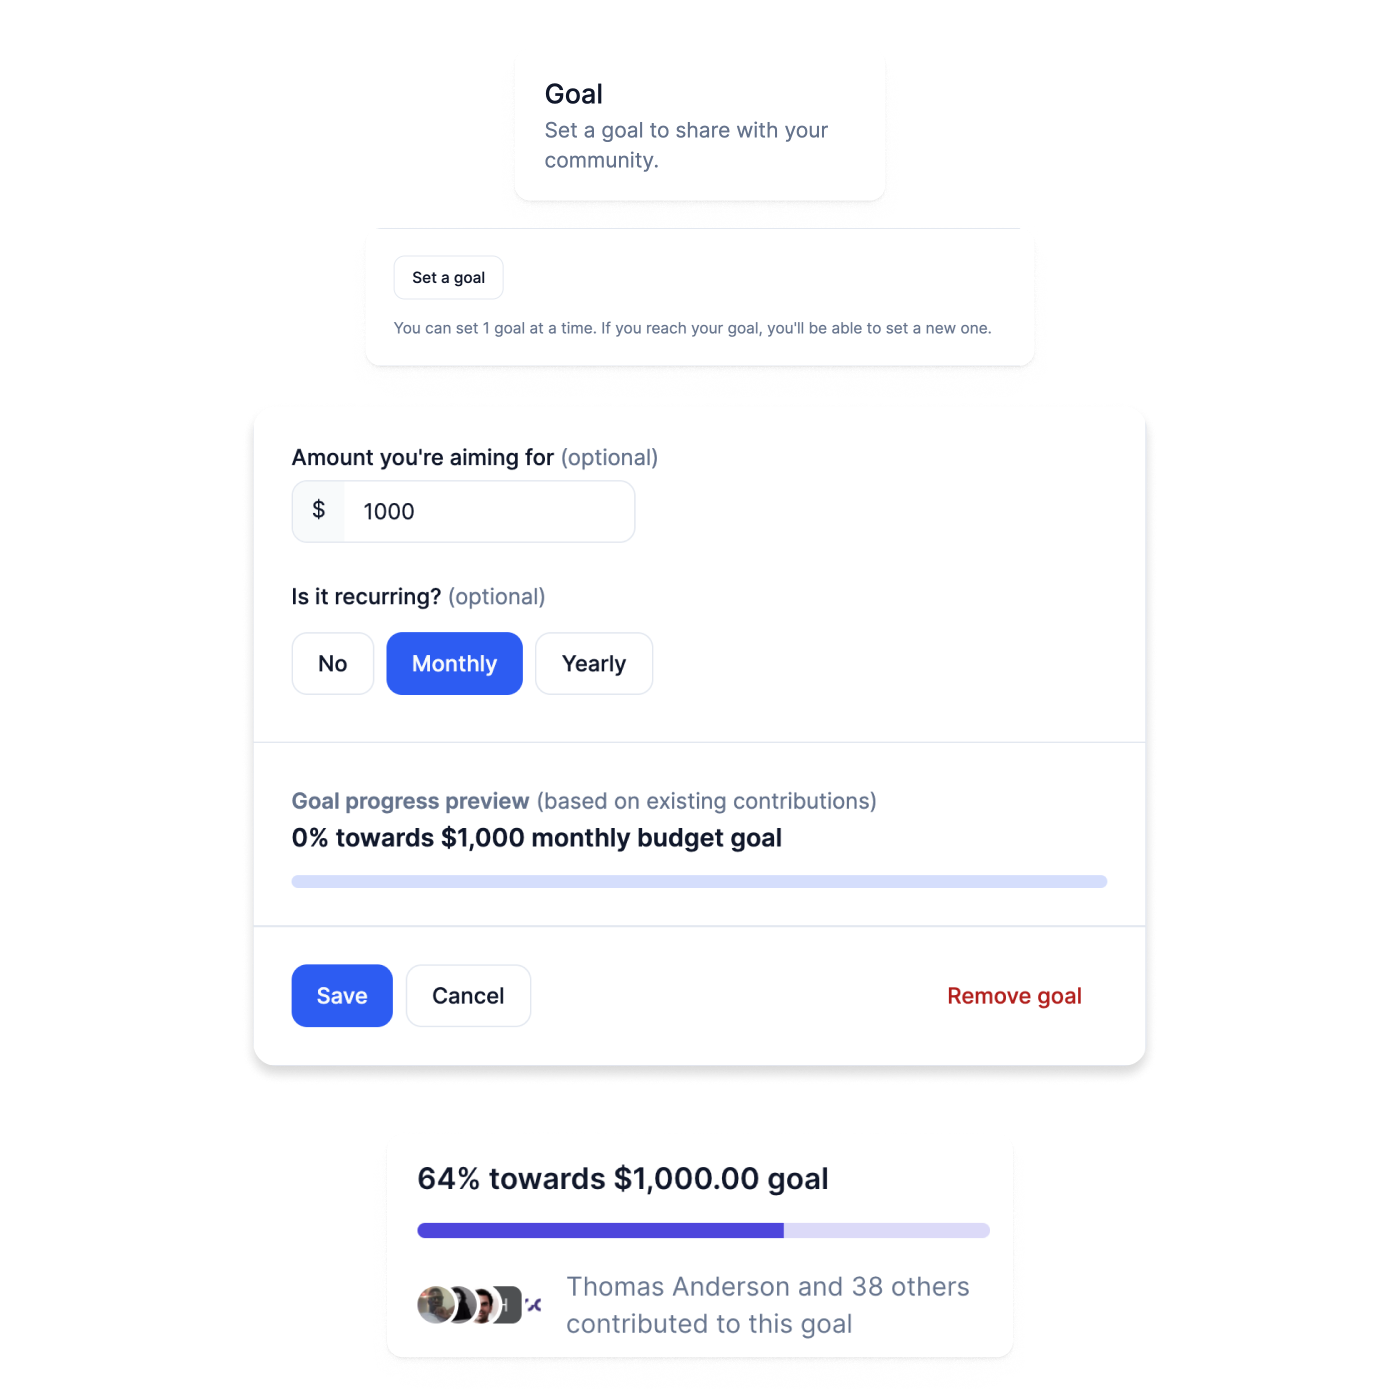 Goal
Set a goal to share with your
community.
Set a goal
You can set 1 goal at a time. If you reach your goal, you'll be able to set a new one.
Amount you're aiming for (optional)
$ 1000
Is it recurring? (optional)
No Monthly Yearly
Goal progress preview (based on existing contributions)
0% towards $1,000 monthly budget goal
Save Cancel Remove goal
64% towards $1,000.00 goal
Thomas Anderson and 38 others
contributed to this goal